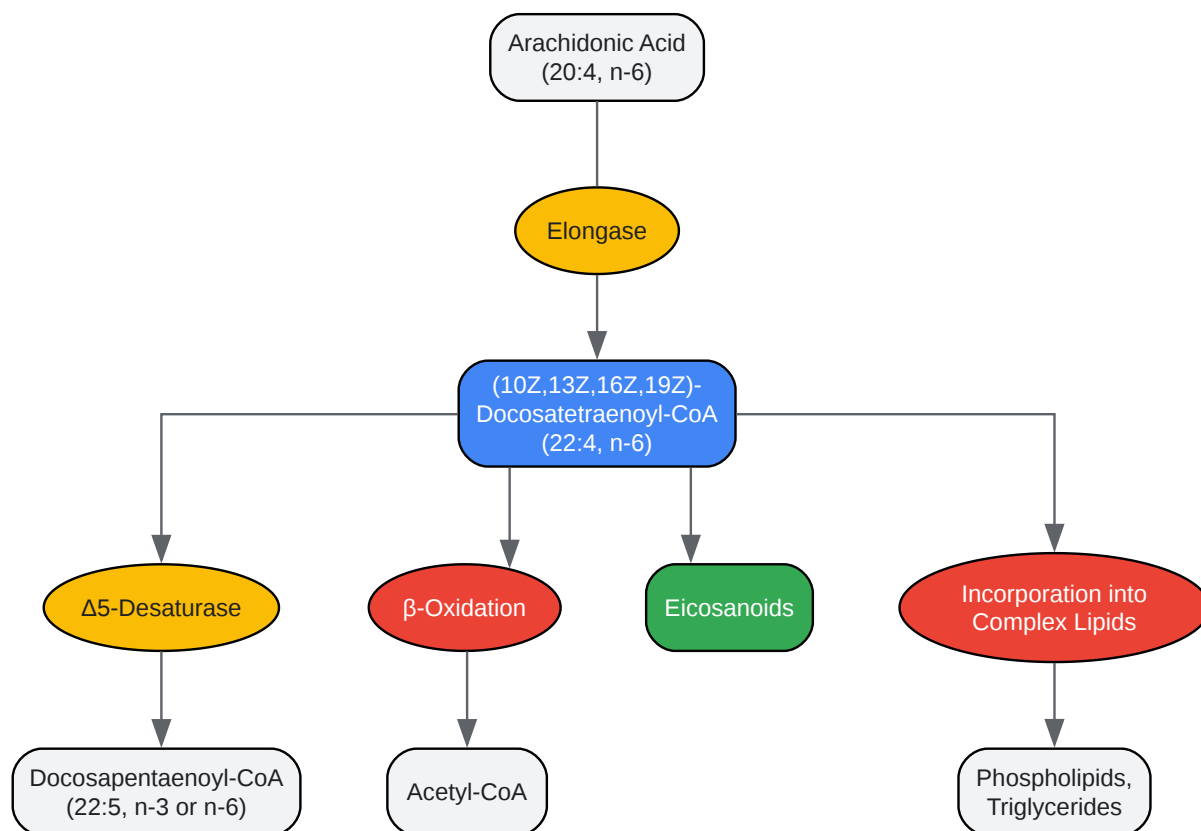 Arachidonic Acid
(20:4, n-6)
Elongase
(10Z,13Z,16Z,19Z)-
Docosatetraenoyl-CoA
(22:4, n-6)
Δ5-Desaturase
β-Oxidation
Eicosanoids
Incorporation into
Complex Lipids
Docosapentaenoyl-CoA
(22:5, n-3 or n-6)
Acetyl-CoA
Phospholipids,
Triglycerides